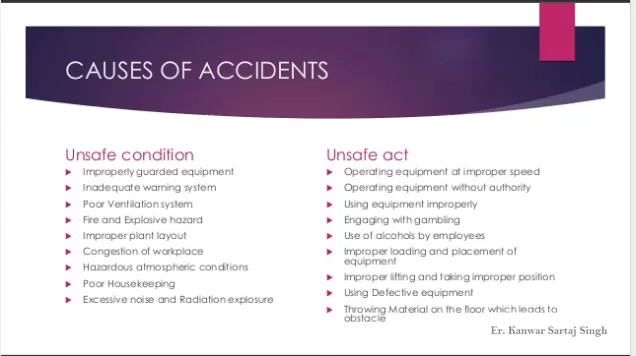 CAUSES OF ACCIDENTS
Unsafe condition
Improperly guarded equipment
Inadequate warning system
Poor Ventilation system
Fire and Explosive hazard
Improper plant layout
Congestion of workplace
Hazardous atmospheric conditions
Poor Housekeeping
Excessive noise and Radiation explosure
Unsafe act
Operating equipment at improper speed
Operating equipment without authority
Using equipment improperly
Engaging with gambling
Use of alcohols by employees
Improper loading and placement of
equipment
Improper lifting and taking improper position
Using Defective equipment
Throwing Material on the floor which leads to
obstacle
Er. Kanwar Sartaj Singh